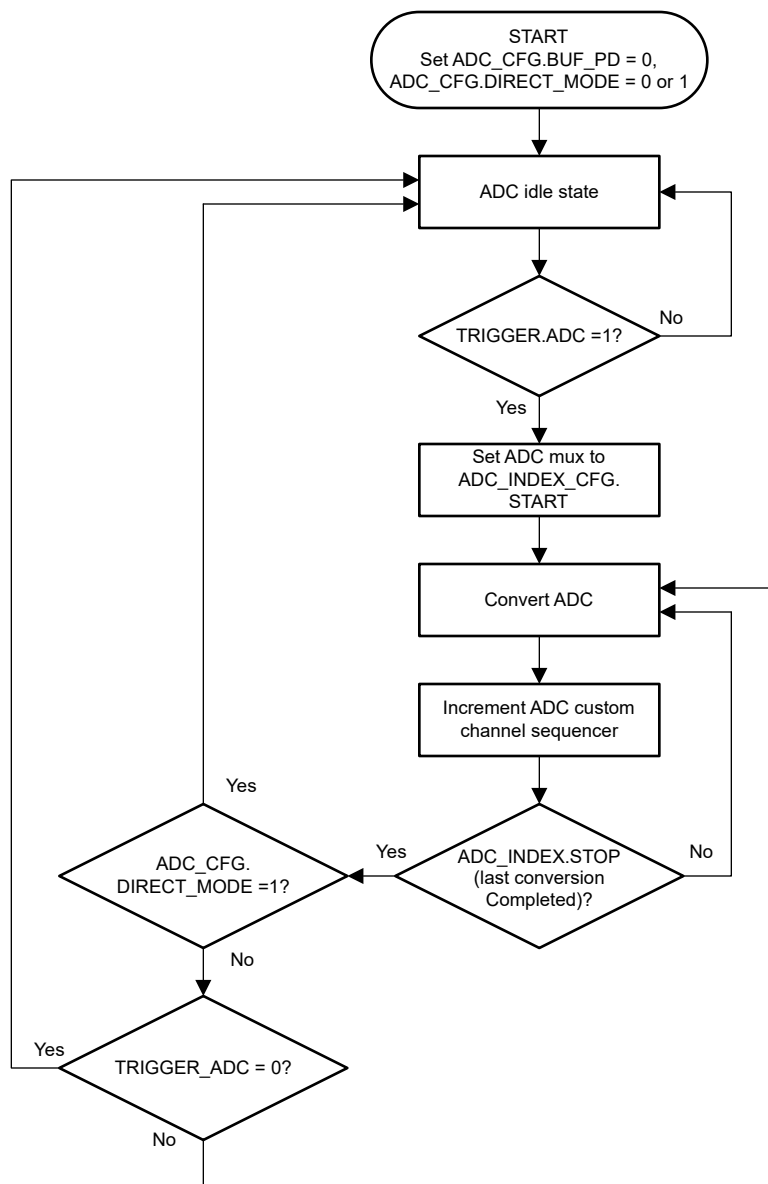 START
Set ADC_CFG.BUF_PD = 0,
ADC_CFG.DIRECT_MODE = 0 or 1
ADC idle state
TRIGGER.ADC =1?
No
Yes
Set ADC mux to
ADC_INDEX_CFG.
START
Convert ADC
Increment ADC custom
channel sequencer
ADC_INDEX.STOP
(last conversion
Completed)?
No
Yes
ADC_CFG.
DIRECT_MODE =1?
Yes
No
TRIGGER_ADC = 0?
Yes
No